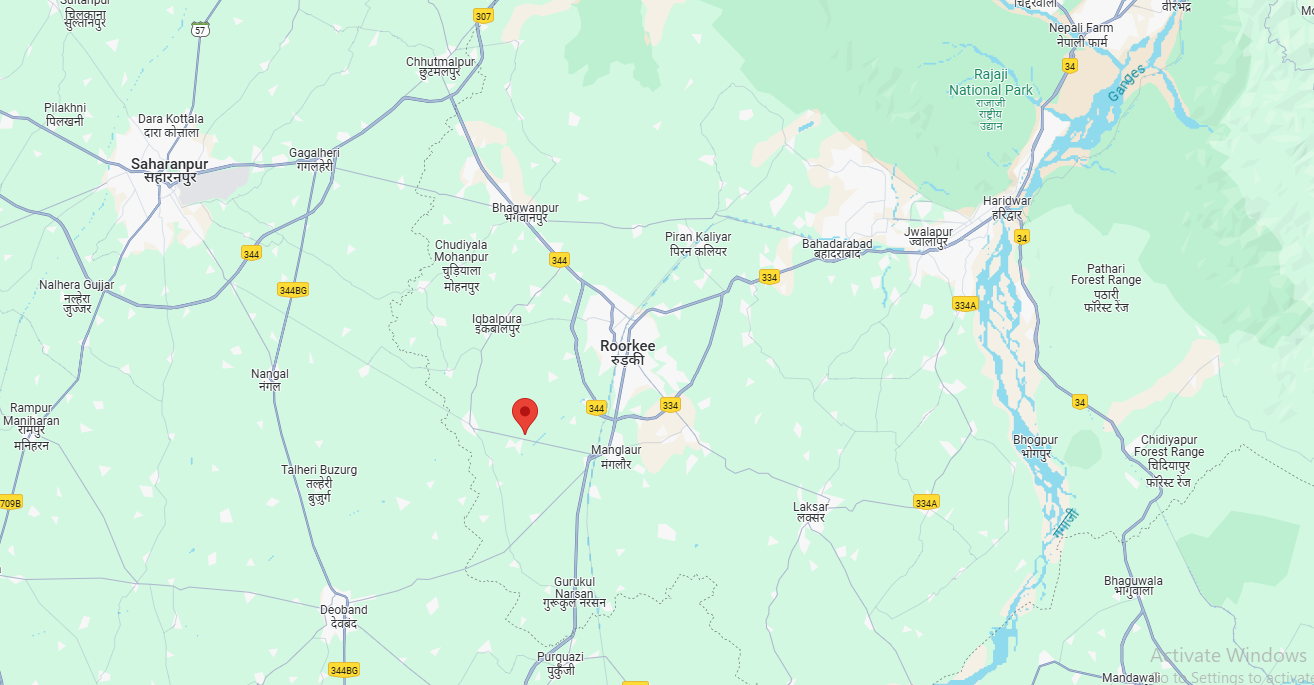 सुल्तानपुर
चिलकाना
307
57
Chhutmalpur
छुटमलपुर
Nepali Farm
नेपाली फार्म
34
Ganges
Rajaji
National Park
राजाजी
राष्ट्रीय
उद्यान
Pilakhni
पिलखनी
Dara Kottala
दारा कोत्ताला
Saharanpur
सहारनपुर
Gagalheri
गगलहेरी
Bhagwanpur
भगवानपुर
Haridwar
हरिद्वार
Jwalapur
ज्वालापुर
34
Piran Kaliyar
पिरन कलियर
Bahadarabad
बहादराबाद
Chudiyala
Mohanpur
चुड़ियाला
मोहनपुर
344
344
334
334A
Pathari
Forest Range
पठारी
फॉरेस्ट रेंज
Nalhera Gujjar
नल्हेरा
जुज्जर
344BG
Iqbalpura
इकबालपुर
Roorkee
रुड़की
Nangal
नंगल
344
334
34
Rampur
Maniharan
रामपुर
मनिहरन
Manglaur
मंगलौर
Bhogpur
भोगपुर
Chidiyapur
Forest Range
चिदियापुर
फॉरेस्ट रेंज
Talheri Buzurg
तल्हेरी
बुज़ुर्ग
709B
Laksar
लक्सर
334A
गंगाजी
Gurukul
Narsan
गुरूकुल नरसन
Bhaguwala
भागुवाला
Deoband
देवबंद
Purquazi
पुरक़ाज़ी
344BG
Mandawali
Activate Windows
Go to Settings to activat